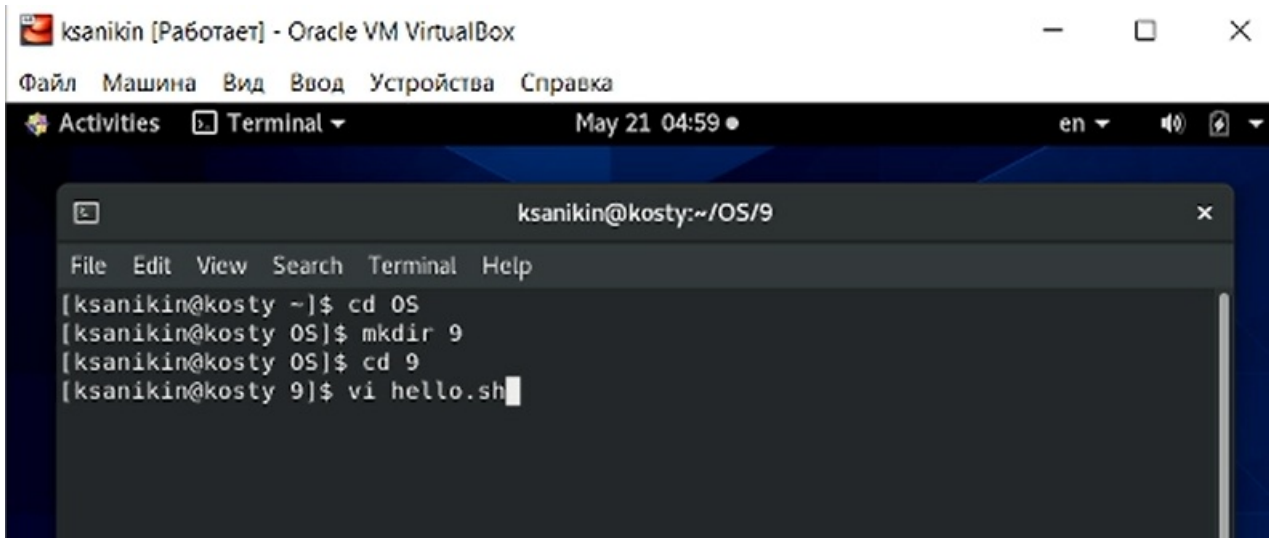 ksanikin [Работает] - Oracle VM VirtualBox
Файл Машина Вид Ввод Устройства Справка
Activities Terminal May 21 04:59 en
ksanikin@kosty:~/OS/9
File Edit View Search Terminal Help
[ksanikin@kosty ~]$ cd OS
[ksanikin@kosty OS]$ mkdir 9
[ksanikin@kosty OS]$ cd 9
[ksanikin@kosty 9]$ vi hello.sh